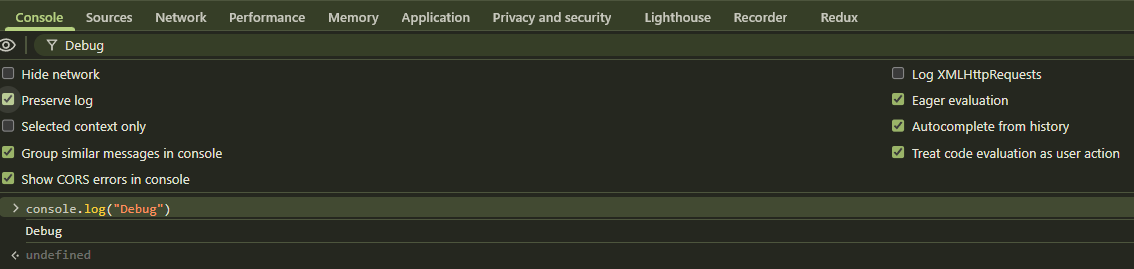 Console Sources Network Performance Memory Application Privacy and security Lighthouse Recorder Redux
Debug
Hide network Log XMLHttpRequests
Preserve log Eager evaluation
Selected context only Autocomplete from history
Group similar messages in console Treat code evaluation as user action
Show CORS errors in console
> console.log("Debug")
Debug
undefined